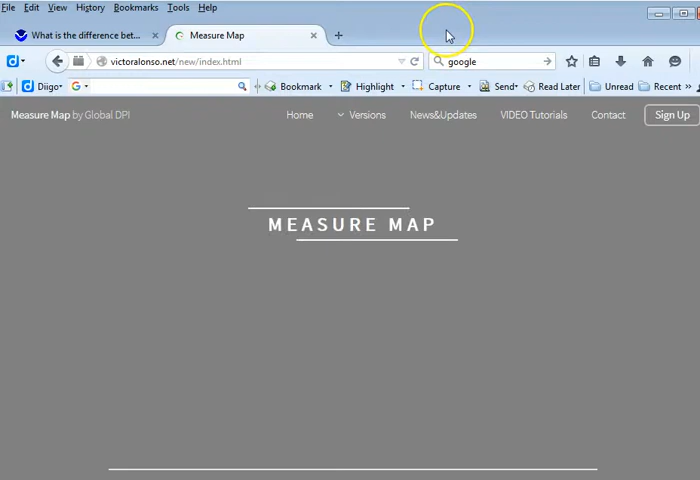 File Edit View History Bookmarks Tools Help
What is the difference bet... Measure Map
victoralonso.net/new/index.html google
Diigo Bookmark Highlight Capture Send Read Later Unread Recent »
Measure Map by Global DPI Home Versions News&Updates VIDEO Tutorials Contact Sign Up
MEASURE MAP